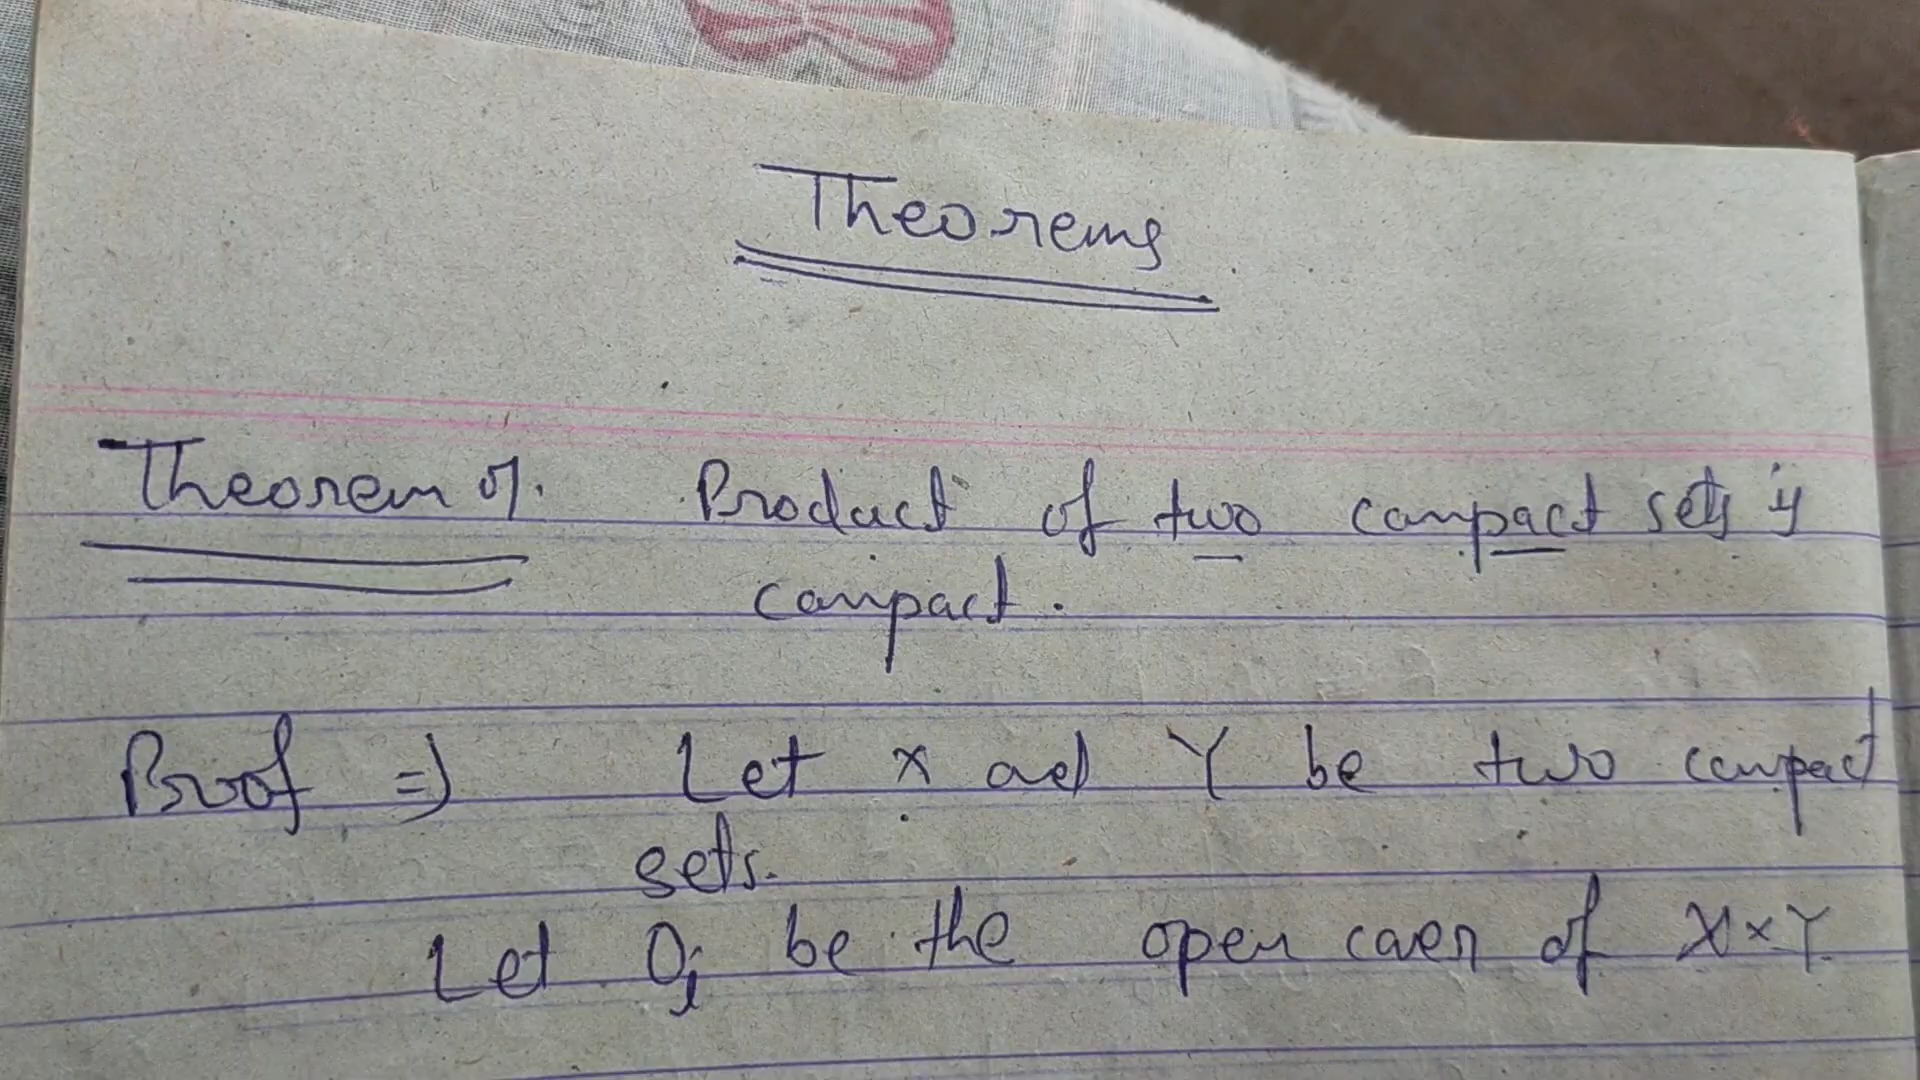 Theorems
Theorem 01. Product of two compact sets is
compact.
Proof => Let X and Y be two compact
sets.
Let Oi be the open cover of X×Y